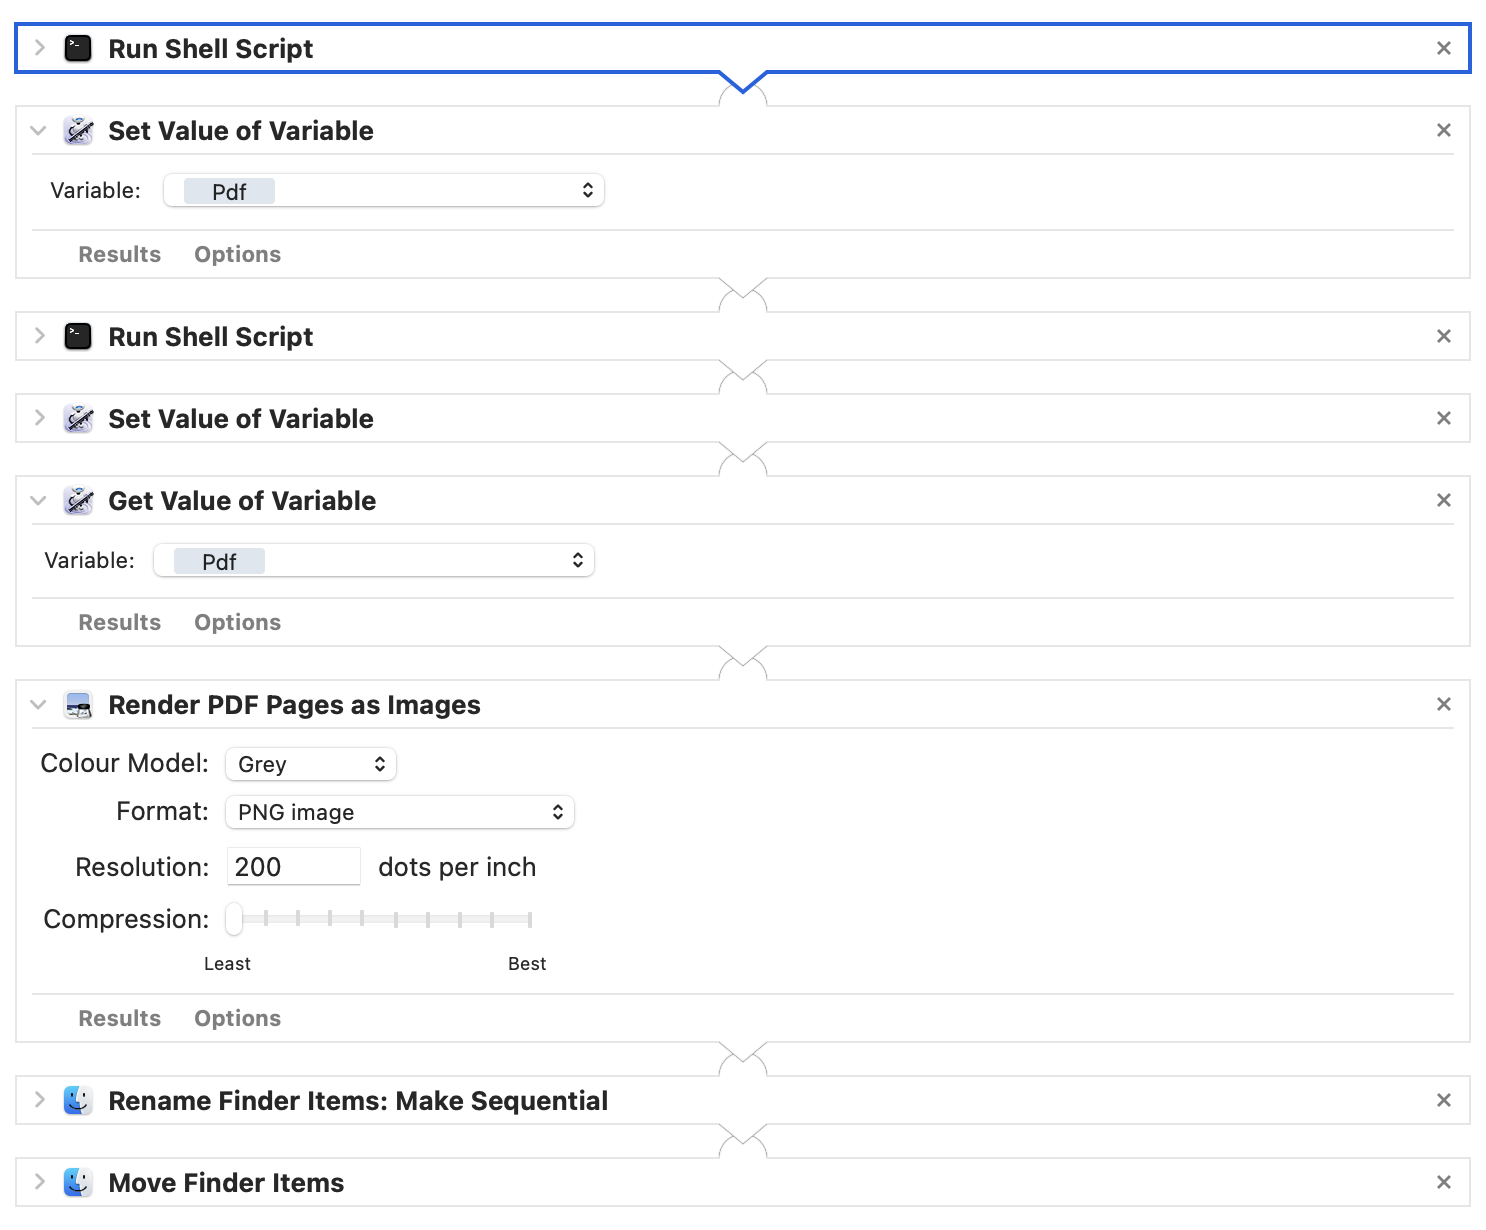 Run Shell Script
Set Value of Variable
Variable: Pdf
Results Options
Run Shell Script
Set Value of Variable
Get Value of Variable
Variable: Pdf
Results Options
Render PDF Pages as Images
Colour Model: Grey
Format: PNG image
Resolution: 200 dots per inch
Compression:
Least Best
Results Options
Rename Finder Items: Make Sequential
Move Finder Items